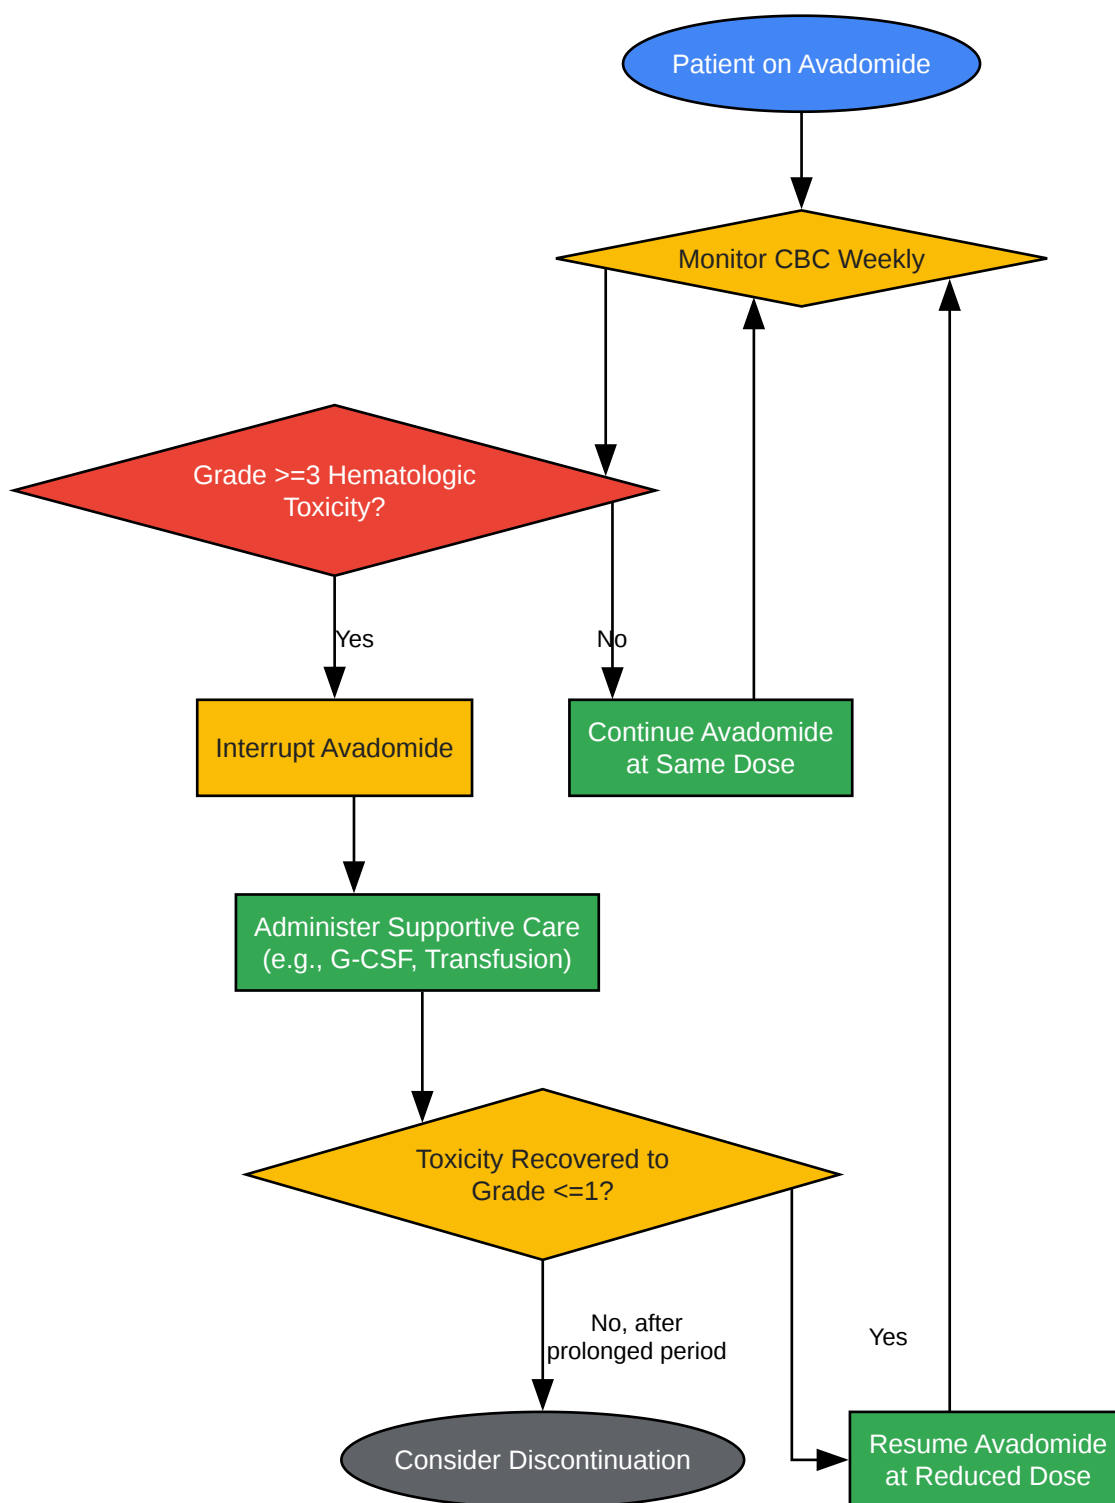 Patient on Avadomide
Monitor CBC Weekly
Grade >=3 Hematologic
Toxicity?
Yes
No
Interrupt Avadomide
Continue Avadomide
at Same Dose
Administer Supportive Care
(e.g., G-CSF, Transfusion)
Toxicity Recovered to
Grade <=1?
No, after
prolonged period
Yes
Consider Discontinuation
Resume Avadomide
at Reduced Dose